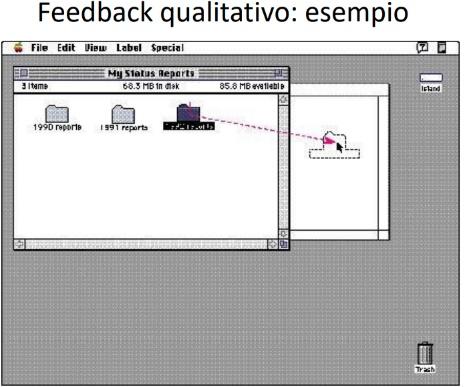 Feedback qualitativo: esempio
File Edit View Label Special
My Status Reports
3 items 68.3 MB in disk 85.8 MB available
Island
1990 reports 1991 reports
Trash